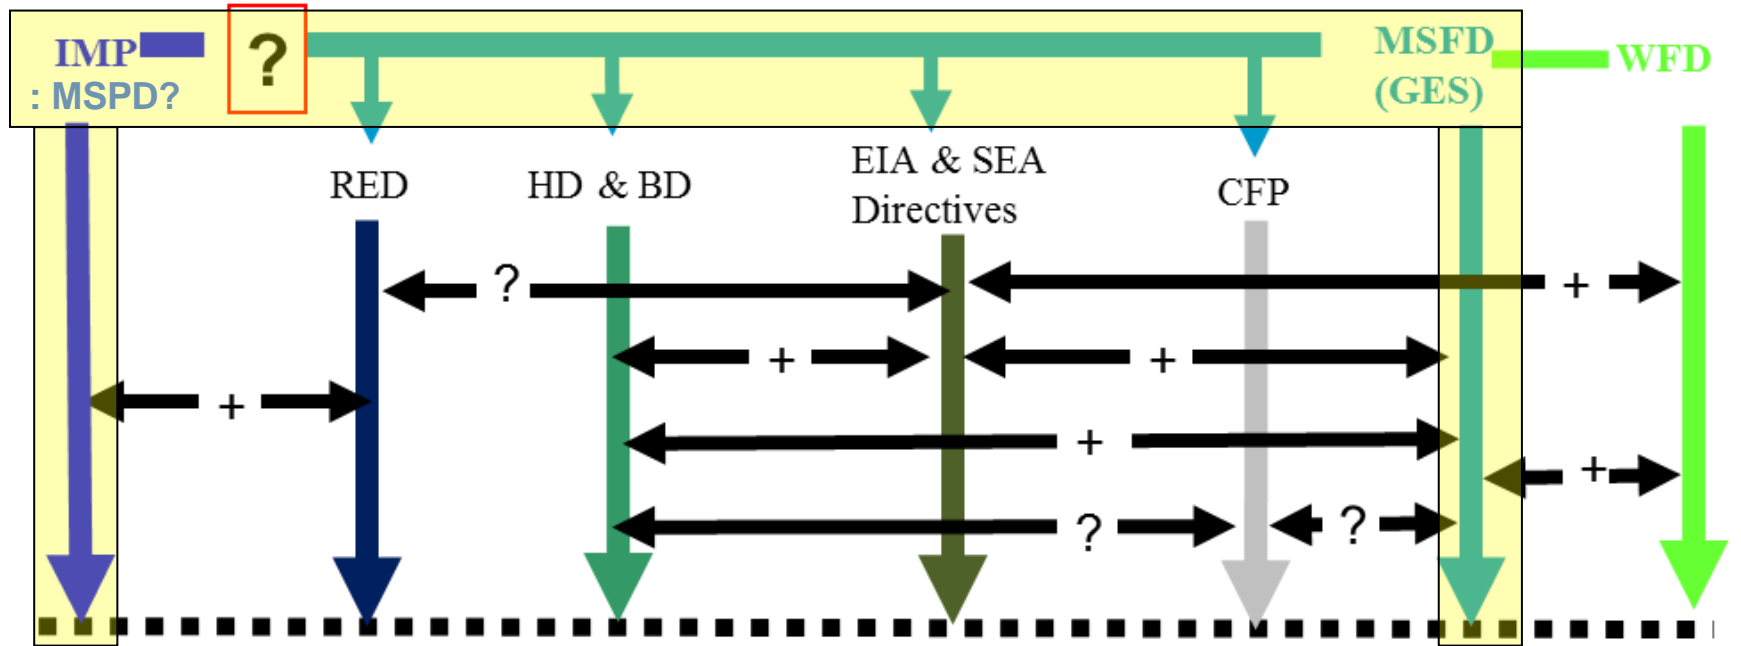 IMP
: MSPD?
?
MSFD
(GES)
WFD
RED
HD & BD
EIA & SEA
Directives
CFP
?
+
+
+
+
+
+
?
?